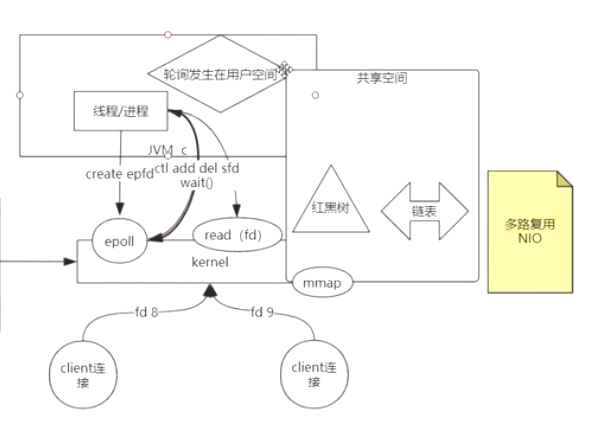 轮词发生在用户空间
共享空间
线程/进程
JVM c
create epfd
ctl add del sfd
wait()
红黑树
链表
多路复用
NIO
epoll
read（fd）
kernel
mmap
fd 8
fd 9
client连
接
client连
接